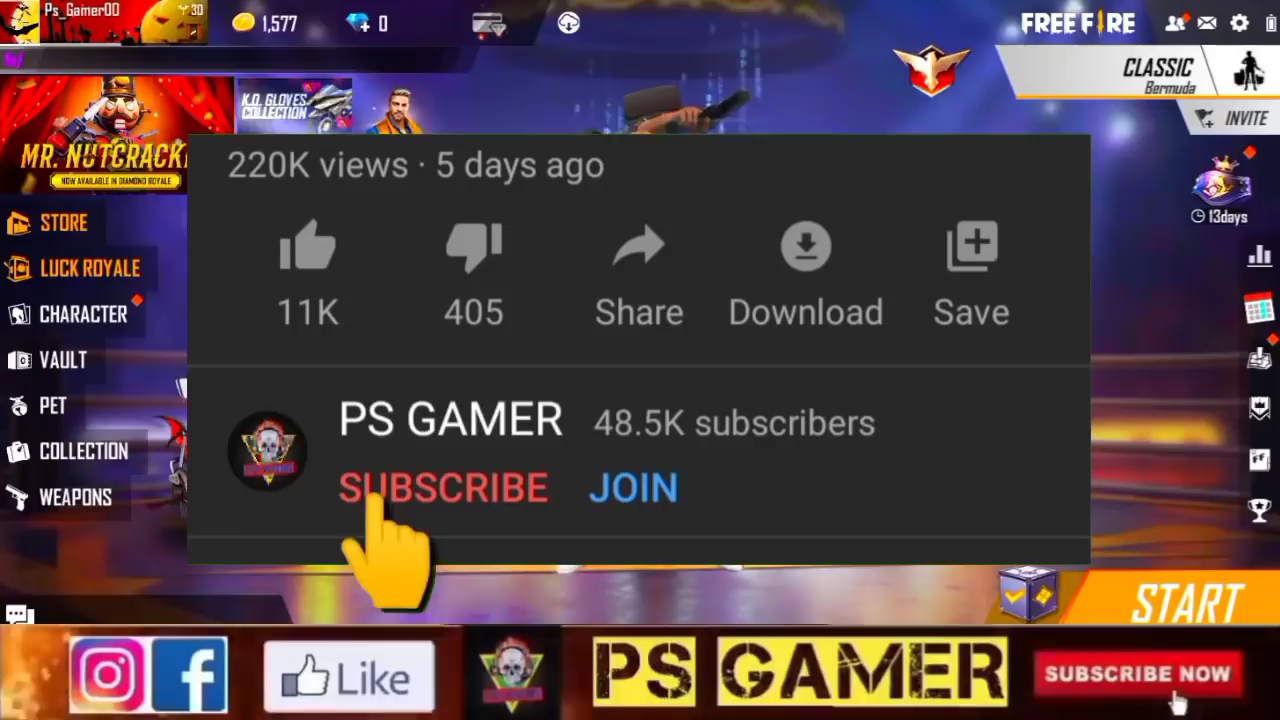 Ps_Gamer00
30
1,577
0
FREE FIRE
CLASSIC
Bermuda
INVITE
K.O. GLOVES
COLLECTION
MR. NUTCRACK
NOW AVAILABLE IN DIAMOND ROYALE
13days
STORE
LUCK ROYALE
CHARACTER
VAULT
PET
COLLECTION
WEAPONS
220K views · 5 days ago
11K
405
Share
Download
Save
PS GAMER
48.5K subscribers
SUBSCRIBE
JOIN
START
Like
PS GAMER
SUBSCRIBE NOW